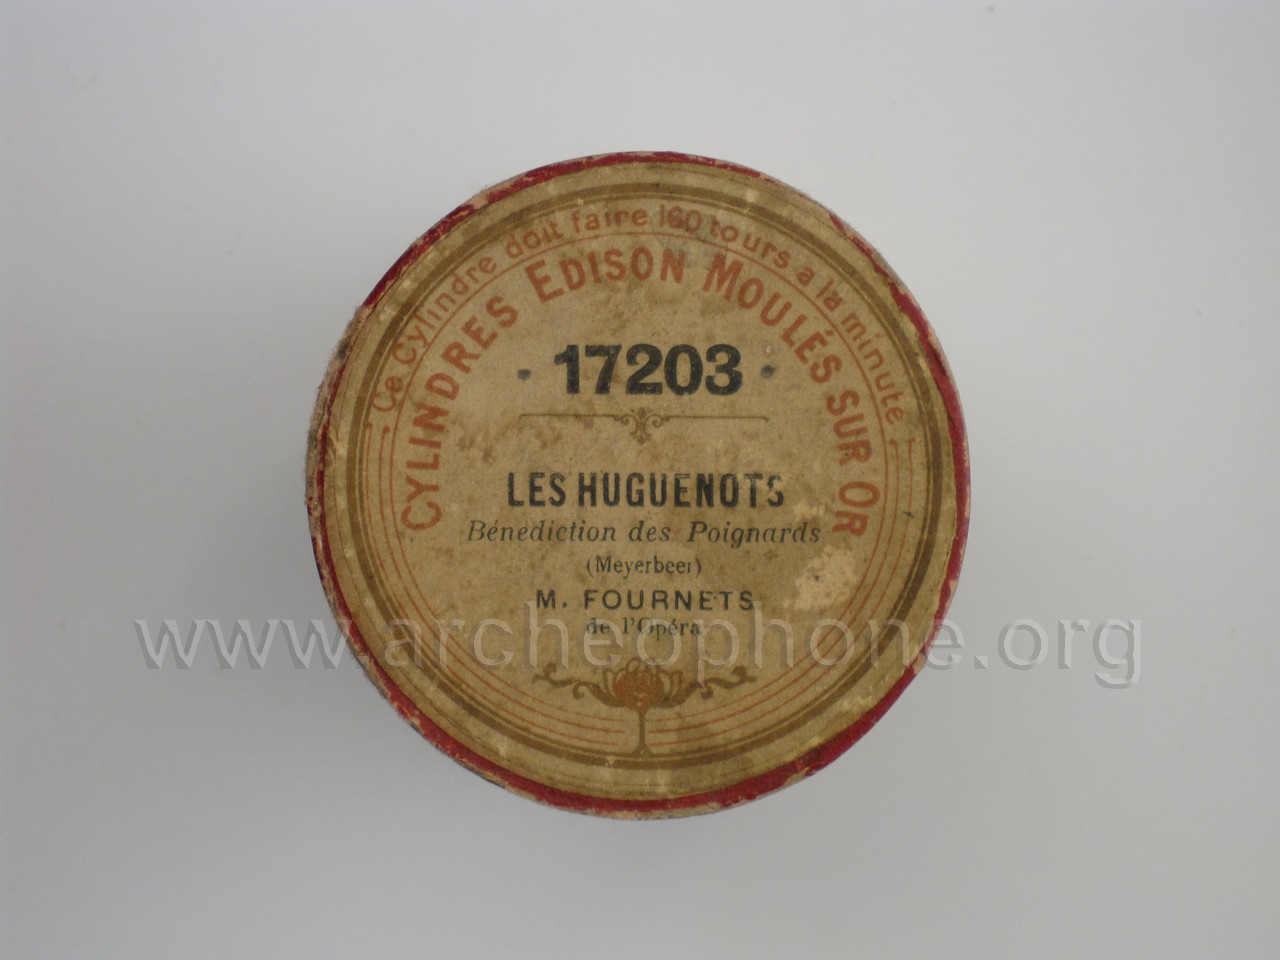 Ce Cylindre doit faire 160 tours a la minute
CYLINDRES EDISON MOULÉS SUR OR
· 17203 ·
LES HUGUENOTS
Bénediction des Poignards
(Meyerbeer)
M. FOURNETS
de l'Opéra
www.archeophone.org